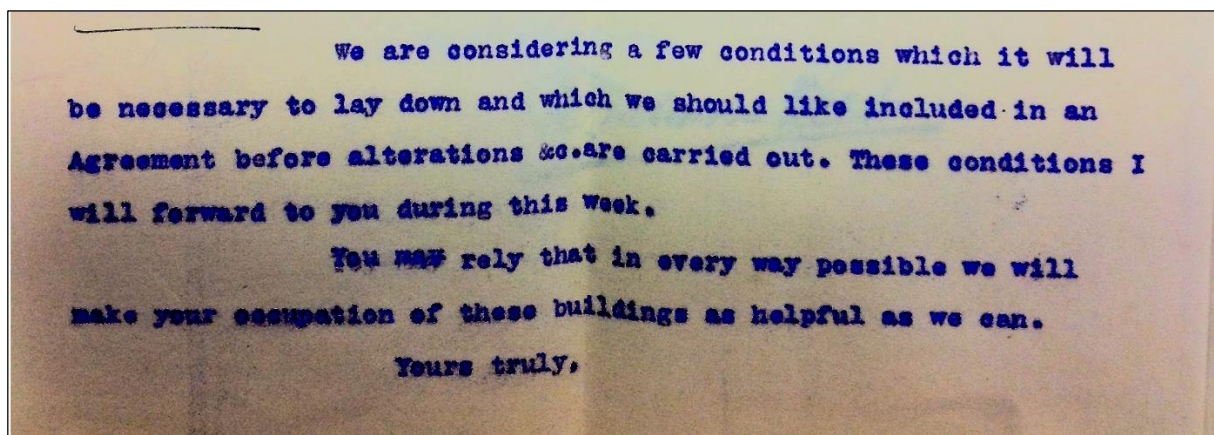 We are considering a few conditions which it will
be necessary to lay down and which we should like included in an
Agreement before alterations &c.are carried out. These conditions I
will forward to you during this week.
You may rely that in every way possible we will
make your occupation of these buildings as helpful as we can.
Yours truly,